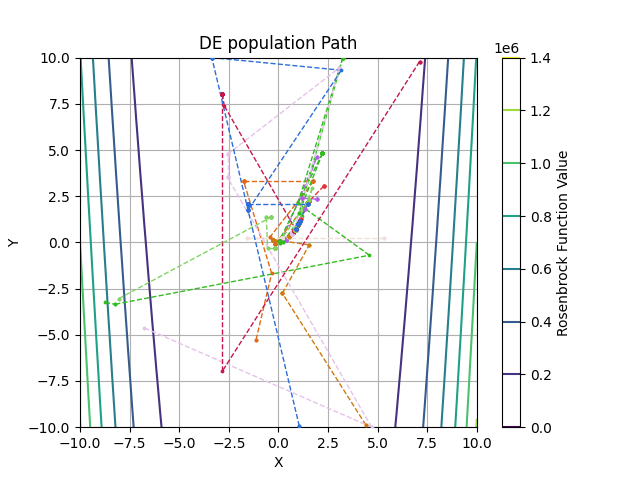 DE population Path
1e6
10.0
7.5
5.0
2.5
0.0
−2.5
−5.0
−7.5
−10.0
Y
−10.0 −7.5 −5.0 −2.5 0.0 2.5 5.0 7.5 10.0
X
1.4
1.2
1.0
0.8
0.6
0.4
0.2
0.0
Rosenbrock Function Value